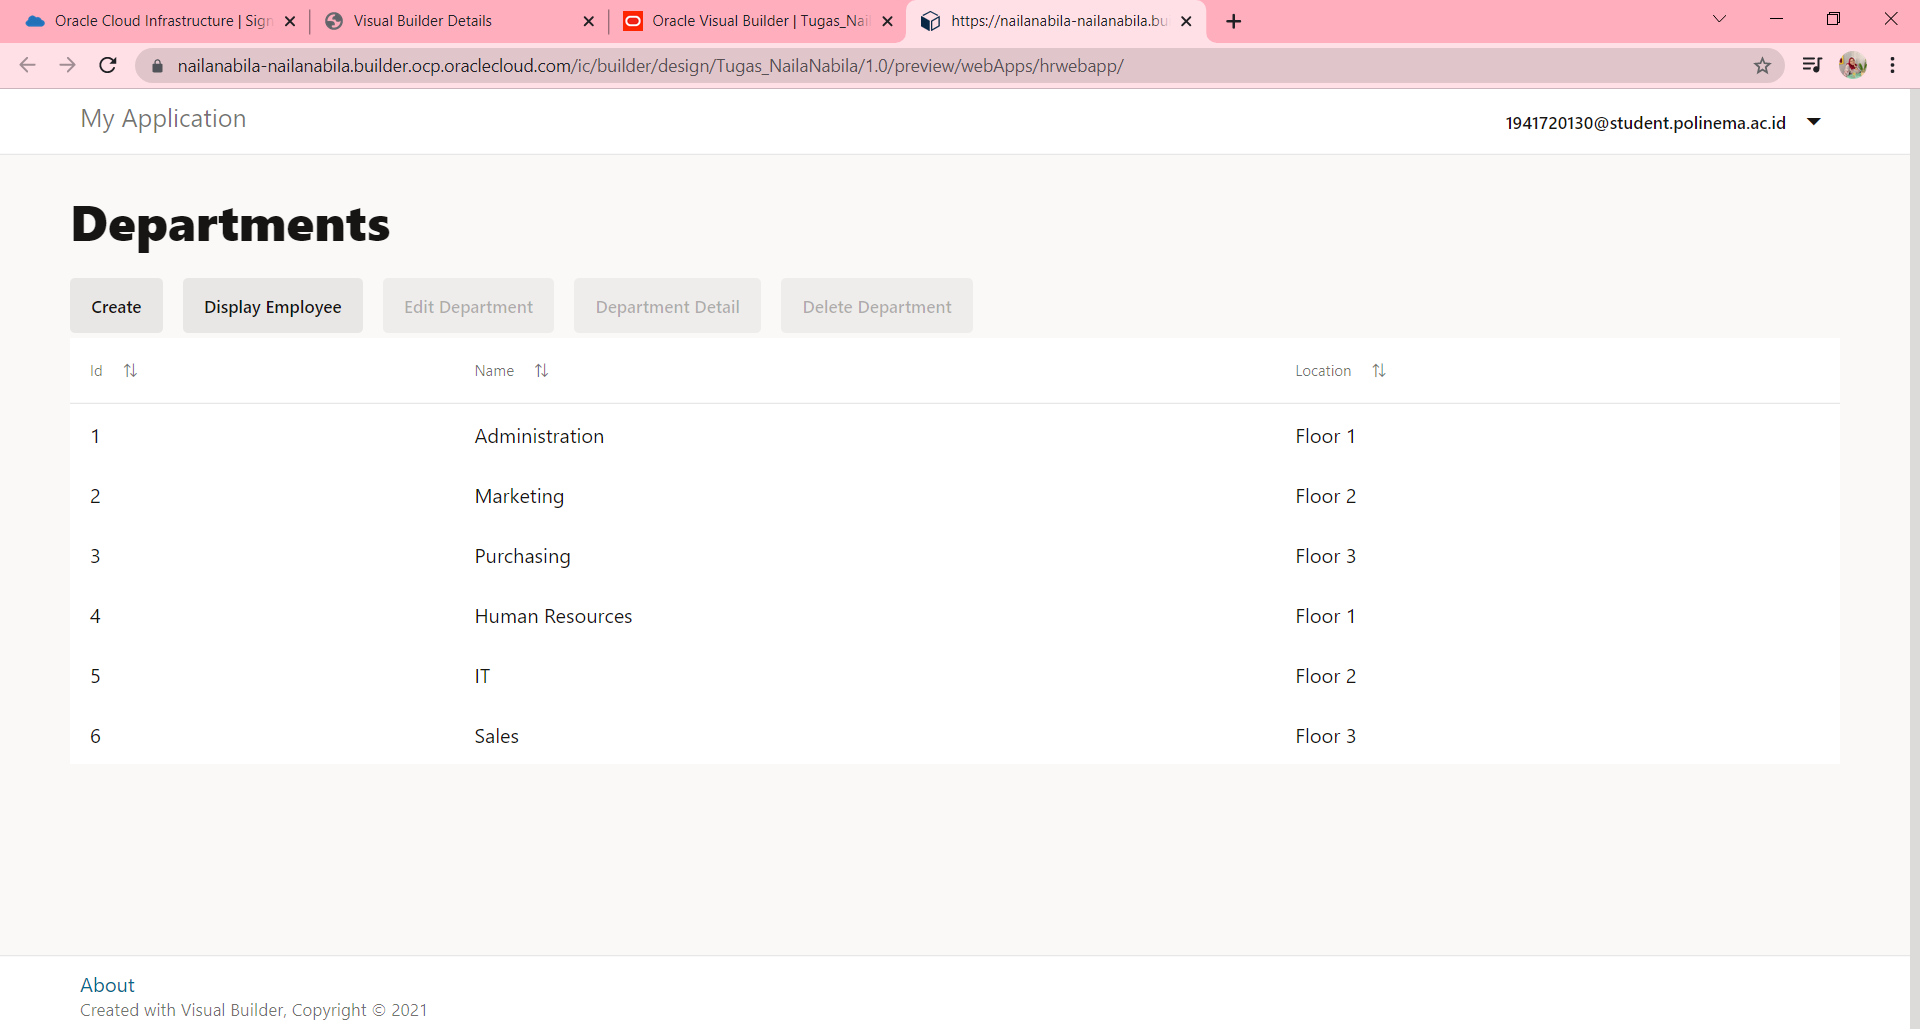 Oracle Cloud Infrastructure | Sign
Visual Builder Details
Oracle Visual Builder | Tugas_Nail
https://nailanabila-nailanabila.bu
nailanabila-nailanabila.builder.ocp.oraclecloud.com/ic/builder/design/Tugas_NailaNabila/1.0/preview/webApps/hrwebapp/
My Application
1941720130@student.polinema.ac.id
Departments
Create Display Employee Edit Department Department Detail Delete Department
Id Name Location
1 Administration Floor 1
2 Marketing Floor 2
3 Purchasing Floor 3
4 Human Resources Floor 1
5 IT Floor 2
6 Sales Floor 3
About
Created with Visual Builder, Copyright © 2021